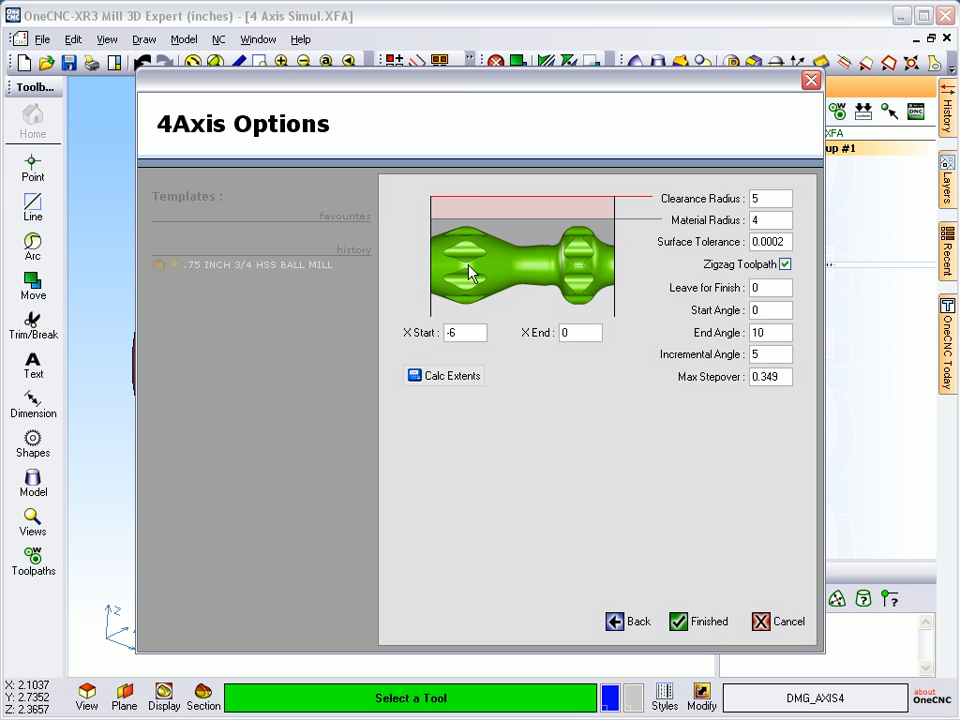 OneCNC-XR3 Mill 3D Expert (inches) - [4 Axis Simul.XFA]
File Edit View Draw Model NC Window Help
Toolb...
Home
Point
Line
Arc
Move
Trim/Break
Text
Dimension
Shapes
Model
Views
Toolpaths
4Axis Options
Templates :
favourites
history
.75 INCH 3/4 HSS BALL MILL
Clearance Radius : 5
Material Radius : 4
Surface Tolerance : 0.0002
Zigzag Toolpath
Leave for Finish : 0
Start Angle : 0
X Start : -6 X End : 0 End Angle : 10
Incremental Angle : 5
Calc Extents Max Stepover : 0.349
Back Finished Cancel
XFA
up #1
History
Layers
Recent
OneCNC Today
Z
X: 2.1037
Y: 2.7352
Z: 2.3657
View Plane Display Section Select a Tool Styles Modify DMG_AXIS4
about
OneCNC